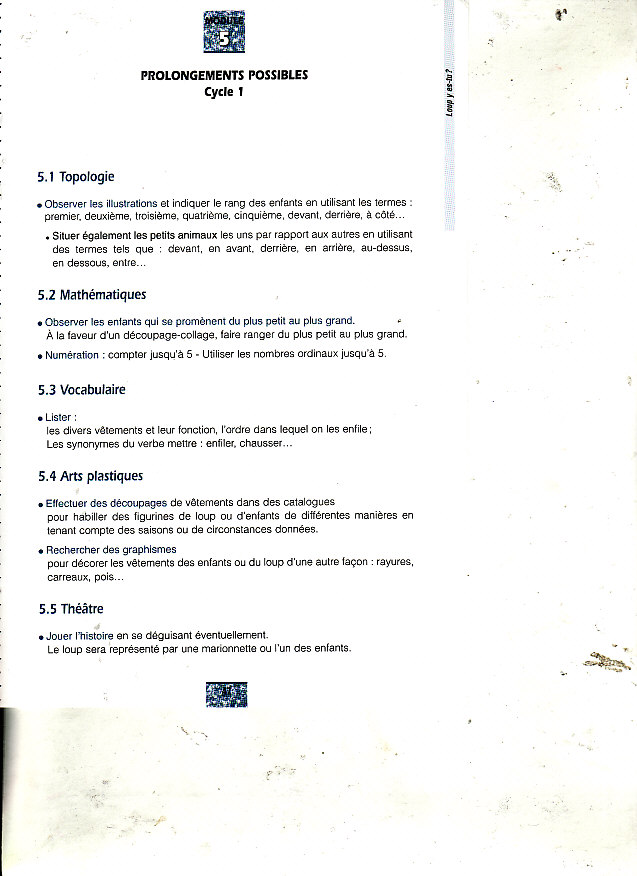 MODULE
5
PROLONGEMENTS POSSIBLES
Cycle 1
Loup y es-tu?
5.1 Topologie
• Observer les illustrations et indiquer le rang des enfants en utilisant les termes :
premier, deuxième, troisième, quatrième, cinquième, devant, derrière, à côté...
• Situer également les petits animaux les uns par rapport aux autres en utilisant
des termes tels que : devant, en avant, derrière, en arrière, au-dessus,
en dessous, entre...
5.2 Mathématiques
• Observer les enfants qui se promènent du plus petit au plus grand.
À la faveur d'un découpage-collage, faire ranger du plus petit au plus grand.
• Numération : compter jusqu'à 5 - Utiliser les nombres ordinaux jusqu'à 5.
5.3 Vocabulaire
• Lister :
les divers vêtements et leur fonction, l'ordre dans lequel on les enfile ;
Les synonymes du verbe mettre : enfiler, chausser...
5.4 Arts plastiques
• Effectuer des découpages de vêtements dans des catalogues
pour habiller des figurines de loup ou d'enfants de différentes manières en
tenant compte des saisons ou de circonstances données.
• Rechercher des graphismes
pour décorer les vêtements des enfants ou du loup d'une autre façon : rayures,
carreaux, pois...
5.5 Théâtre
• Jouer l'histoire en se déguisant éventuellement.
Le loup sera représenté par une marionnette ou l'un des enfants.